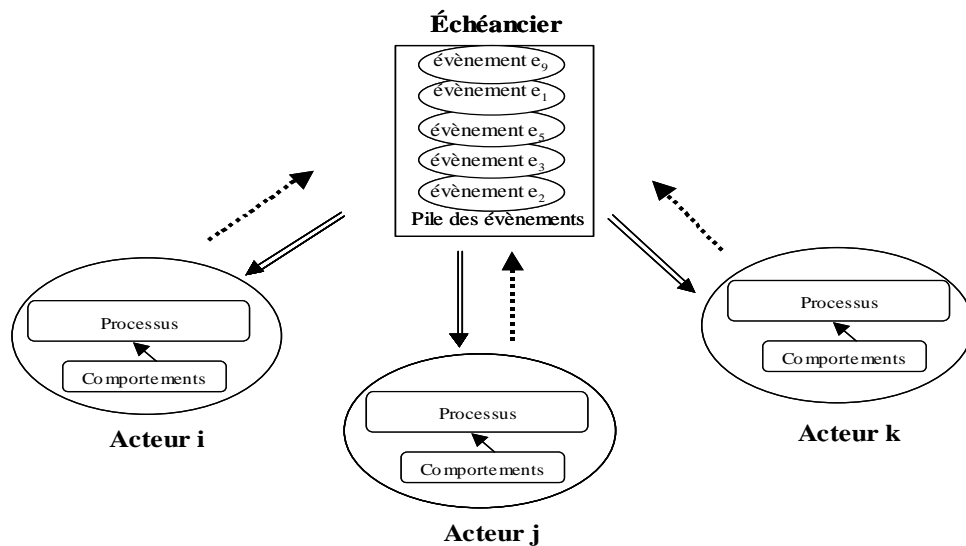 Échéancier
évènement e9
évènement e1
évènement e5
évènement e3
évènement e2
Pile des évènements
Processus
Comportements
Acteur i
Processus
Comportements
Acteur j
Processus
Comportements
Acteur k